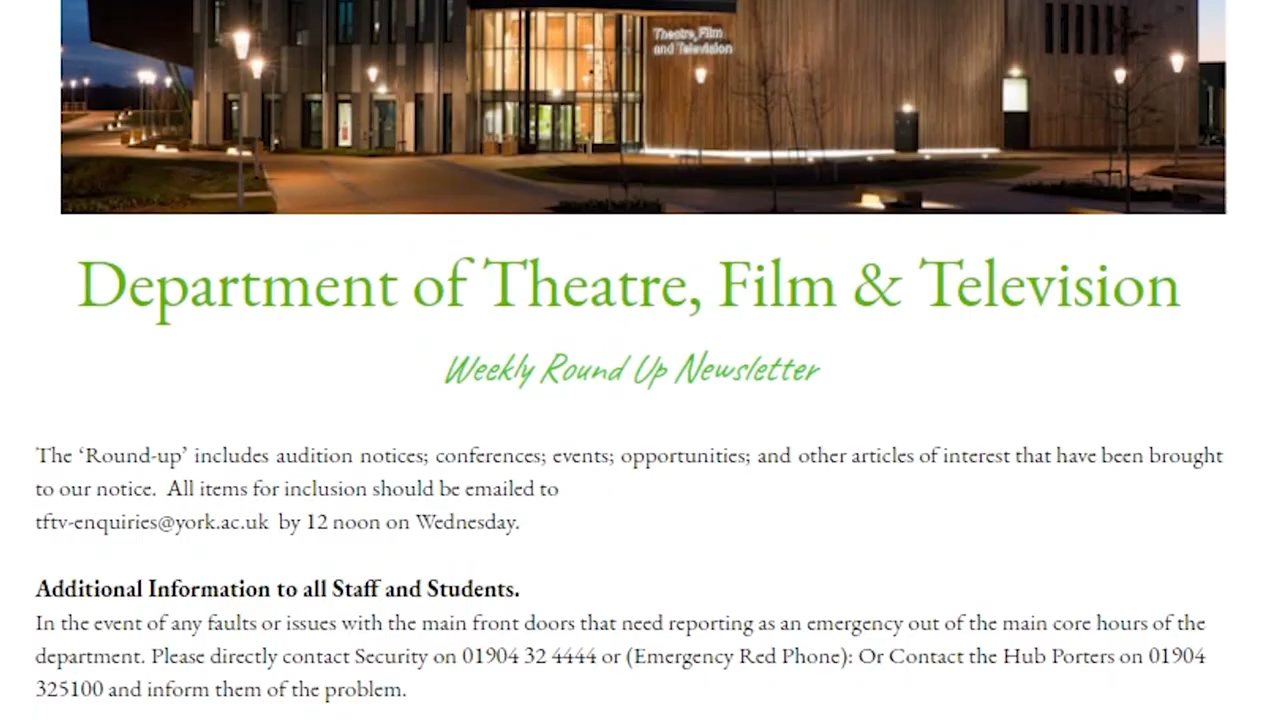 Theatre, Film
and Television
Department of Theatre, Film & Television
Weekly Round Up Newsletter
The ‘Round-up’ includes audition notices; conferences; events; opportunities; and other articles of interest that have been brought
to our notice.  All items for inclusion should be emailed to
tftv-enquiries@york.ac.uk  by 12 noon on Wednesday.
Additional Information to all Staff and Students.
In the event of any faults or issues with the main front doors that need reporting as an emergency out of the main core hours of the
department. Please directly contact Security on 01904 32 4444 or (Emergency Red Phone): Or Contact the Hub Porters on 01904
325100 and inform them of the problem.